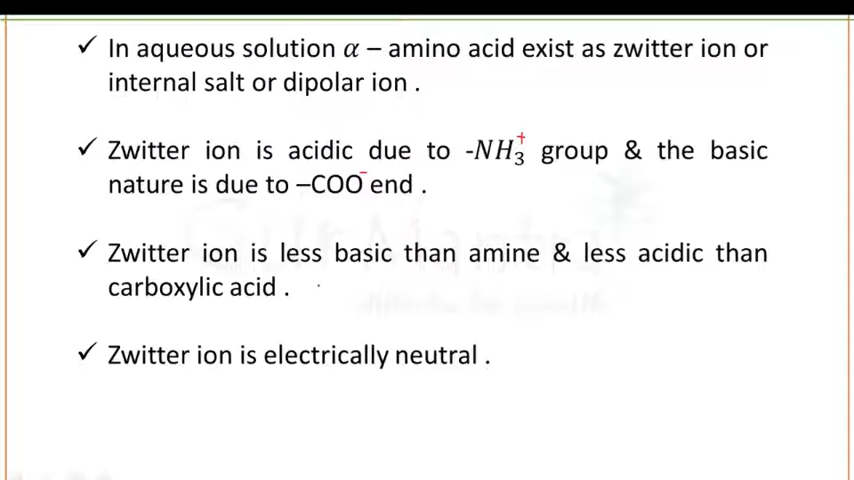 ✓ In aqueous solution α – amino acid exist as zwitter ion or
internal salt or dipolar ion .
✓ Zwitter ion is acidic due to -NH₃⁺ group & the basic
nature is due to –COO⁻ end .
✓ Zwitter ion is less basic than amine & less acidic than
carboxylic acid .
✓ Zwitter ion is electrically neutral .